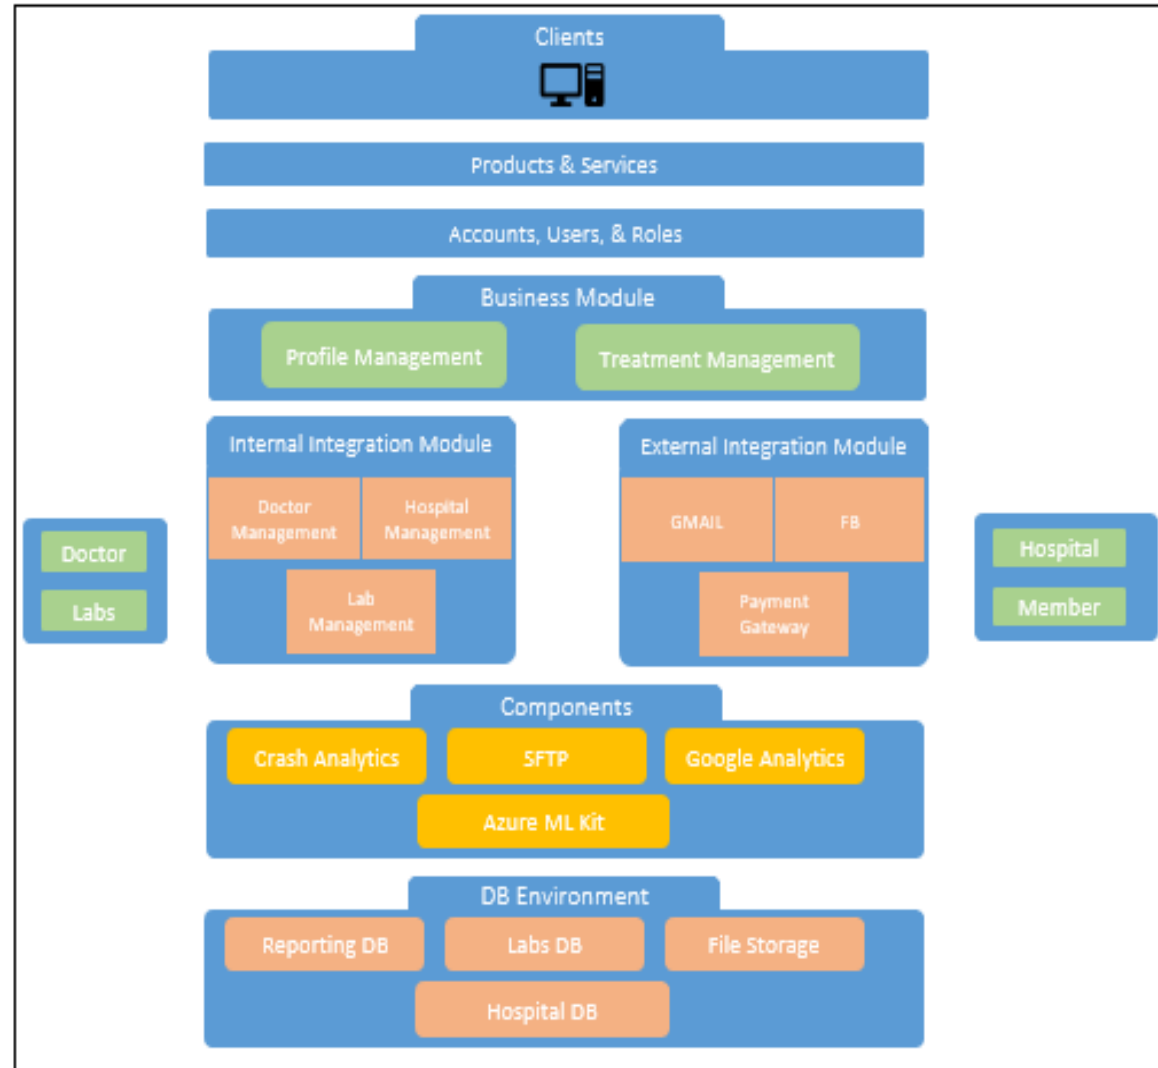 Clients
Products & Services
Accounts, Users, & Roles
Business Module
Profile Management
Treatment Management
Internal Integration Module
Doctor
Management
Hospital
Management
Lab
Management
External Integration Module
GMAIL
FB
Payment
Gateway
Doctor
Labs
Hospital
Member
Components
Crash Analytics
SFTP
Google Analytics
Azure ML Kit
DB Environment
Reporting DB
Labs DB
File Storage
Hospital DB